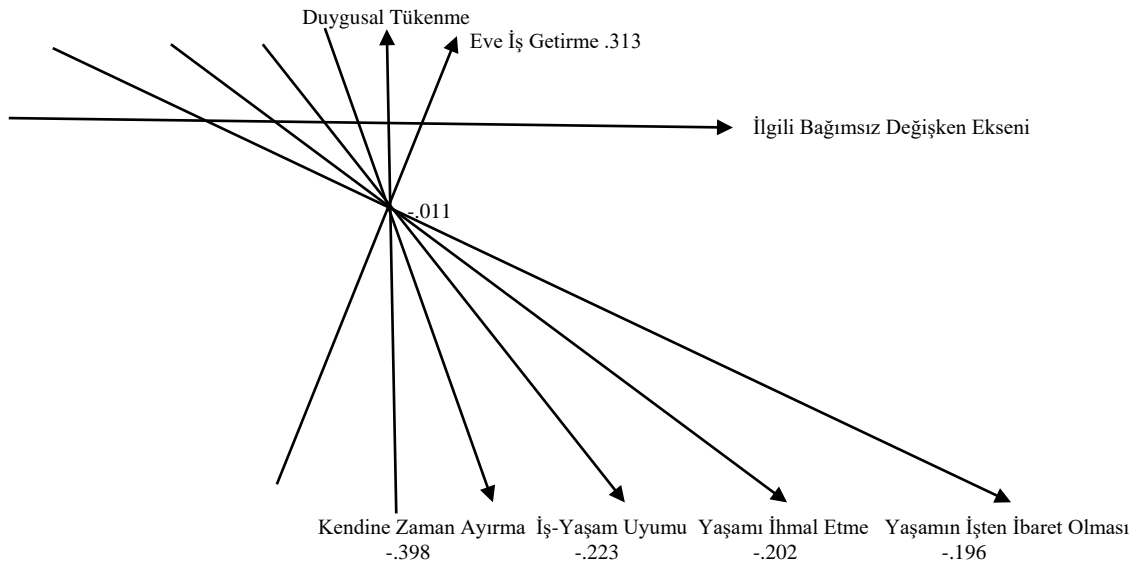 Duygusal Tükenme
Eve İş Getirme .313
İlgili Bağımsız Değişken Ekseni
-.011
Kendine Zaman Ayırma İş-Yaşam Uyumu Yaşamı İhmal Etme Yaşamın İşten İbaret Olması
-.398 -.223 -.202 -.196